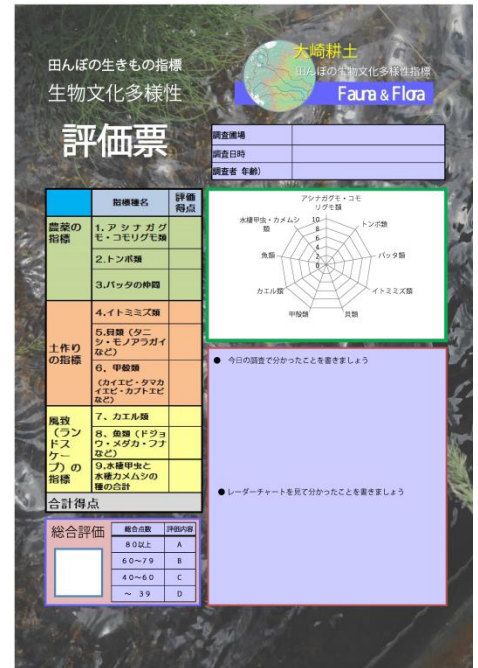 田んぼの生きもの指標
生物文化多様性
評価票
大崎耕土
田んぼの生物文化多様性指標
Fauna & Flora
調査圃場
調査日時
調査者 年齢）
指標種名
評価
得点
農薬の
指標
1．アシナガグ
モ・コモリグモ類
2.トンボ類
3.バッタの仲間
土作り
の指標
4.イトミミズ類
5.貝類（タニ
シ・モノアラガイ
など）
6、甲殻類
（カイエビ・タマカ
イエビ・カブトエビ
など）
風致
（ラン
ドス
ケー
プ）の
指標
7、カエル類
8、魚類（ドジョ
ウ・メダカ・フナ
など）
9.水棲甲虫と
水棲カメムシの
種の合計
合計得点
総合評価
総合点数 評価内容
80以上 A
60～79 B
40～60 C
～ 39 D
アシナガグモ・コモ
リグモ類
トンボ類
バッタ類
イトミミズ類
貝類
甲殻類
カエル類
魚類
水棲甲虫・カメムシ
類
10
8
6
4
2
0
● 今日の調査で分かったことを書きましょう
●レーダーチャートを見て分かったことを書きましょう